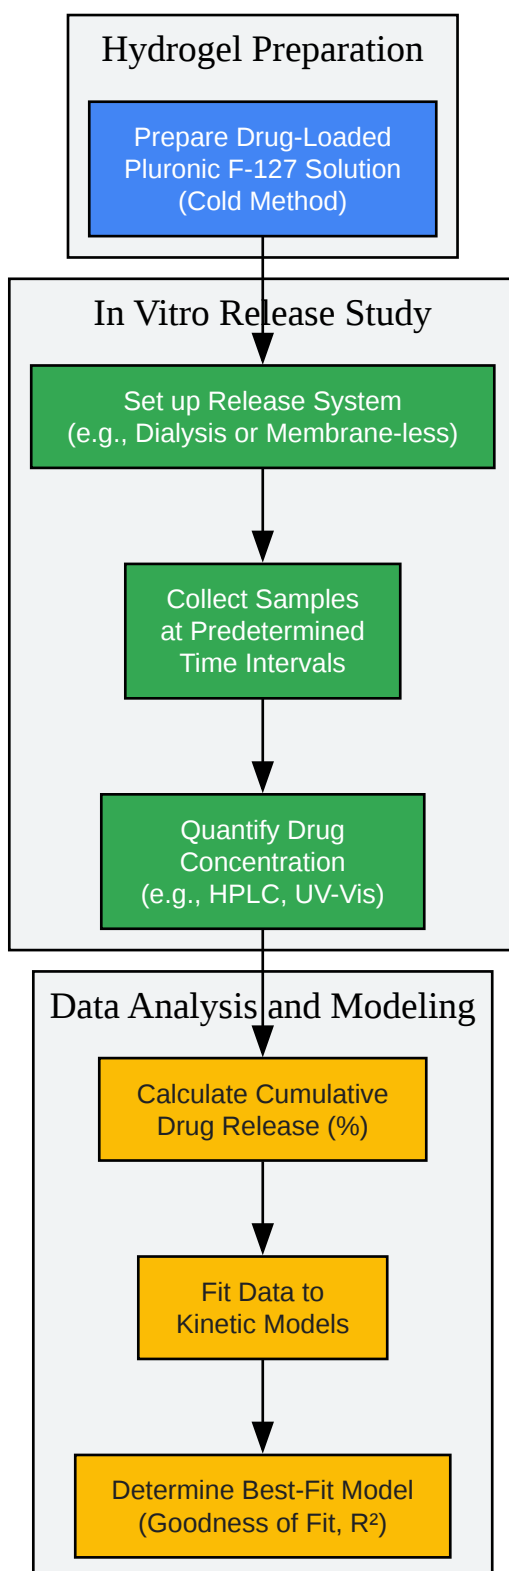 Hydrogel Preparation
Prepare Drug-Loaded
Pluronic F-127 Solution
(Cold Method)
In Vitro Release Study
Set up Release System
(e.g., Dialysis or Membrane-less)
Collect Samples
at Predetermined
Time Intervals
Quantify Drug
Concentration
(e.g., HPLC, UV-Vis)
Data Analysis and Modeling
Calculate Cumulative
Drug Release (%)
Fit Data to
Kinetic Models
Determine Best-Fit Model
(Goodness of Fit, R²)